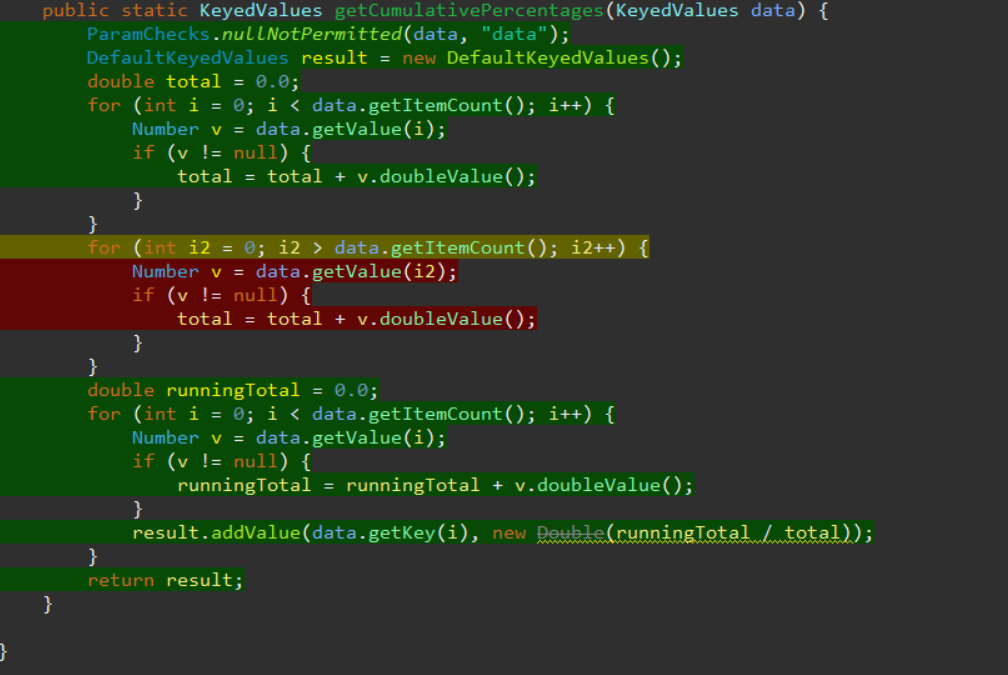 public static KeyedValues getCumulativePercentages(KeyedValues data) {
ParamChecks.nullNotPermitted(data, "data");
DefaultKeyedValues result = new DefaultKeyedValues();
double total = 0.0;
for (int i = 0; i < data.getItemCount(); i++) {
Number v = data.getValue(i);
if (v != null) {
total = total + v.doubleValue();
}
}
for (int i2 = 0; i2 > data.getItemCount(); i2++) {
Number v = data.getValue(i2);
if (v != null) {
total = total + v.doubleValue();
}
}
double runningTotal = 0.0;
for (int i = 0; i < data.getItemCount(); i++) {
Number v = data.getValue(i);
if (v != null) {
runningTotal = runningTotal + v.doubleValue();
}
result.addValue(data.getKey(i), new Double(runningTotal / total));
}
return result;
}
}